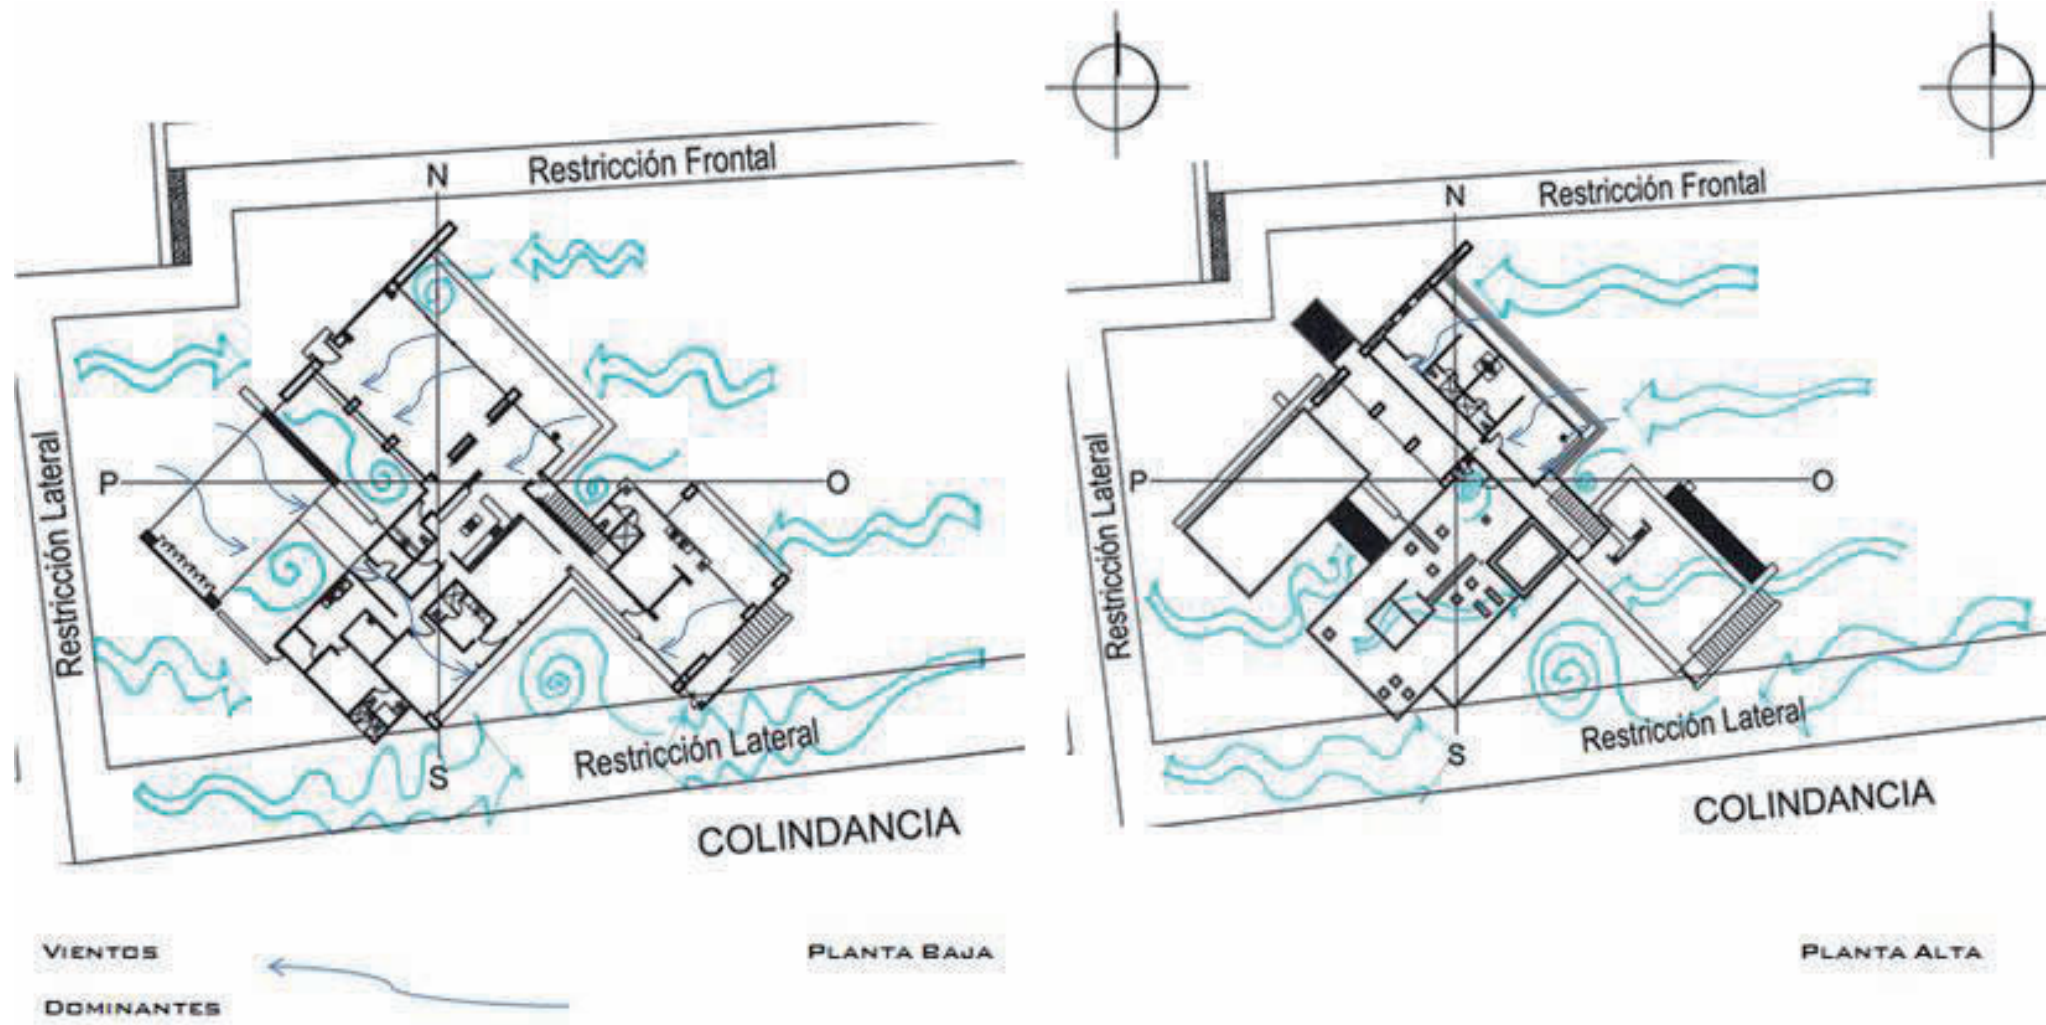 Restricción Frontal
N
Restricción Lateral
P
O
S
Restricción Lateral
COLINDANCIA
VIENTOS
DOMINANTES
PLANTA BAJA
Restricción Frontal
N
Restricción Lateral
P
O
S
Restricción Lateral
COLINDANCIA
PLANTA ALTA